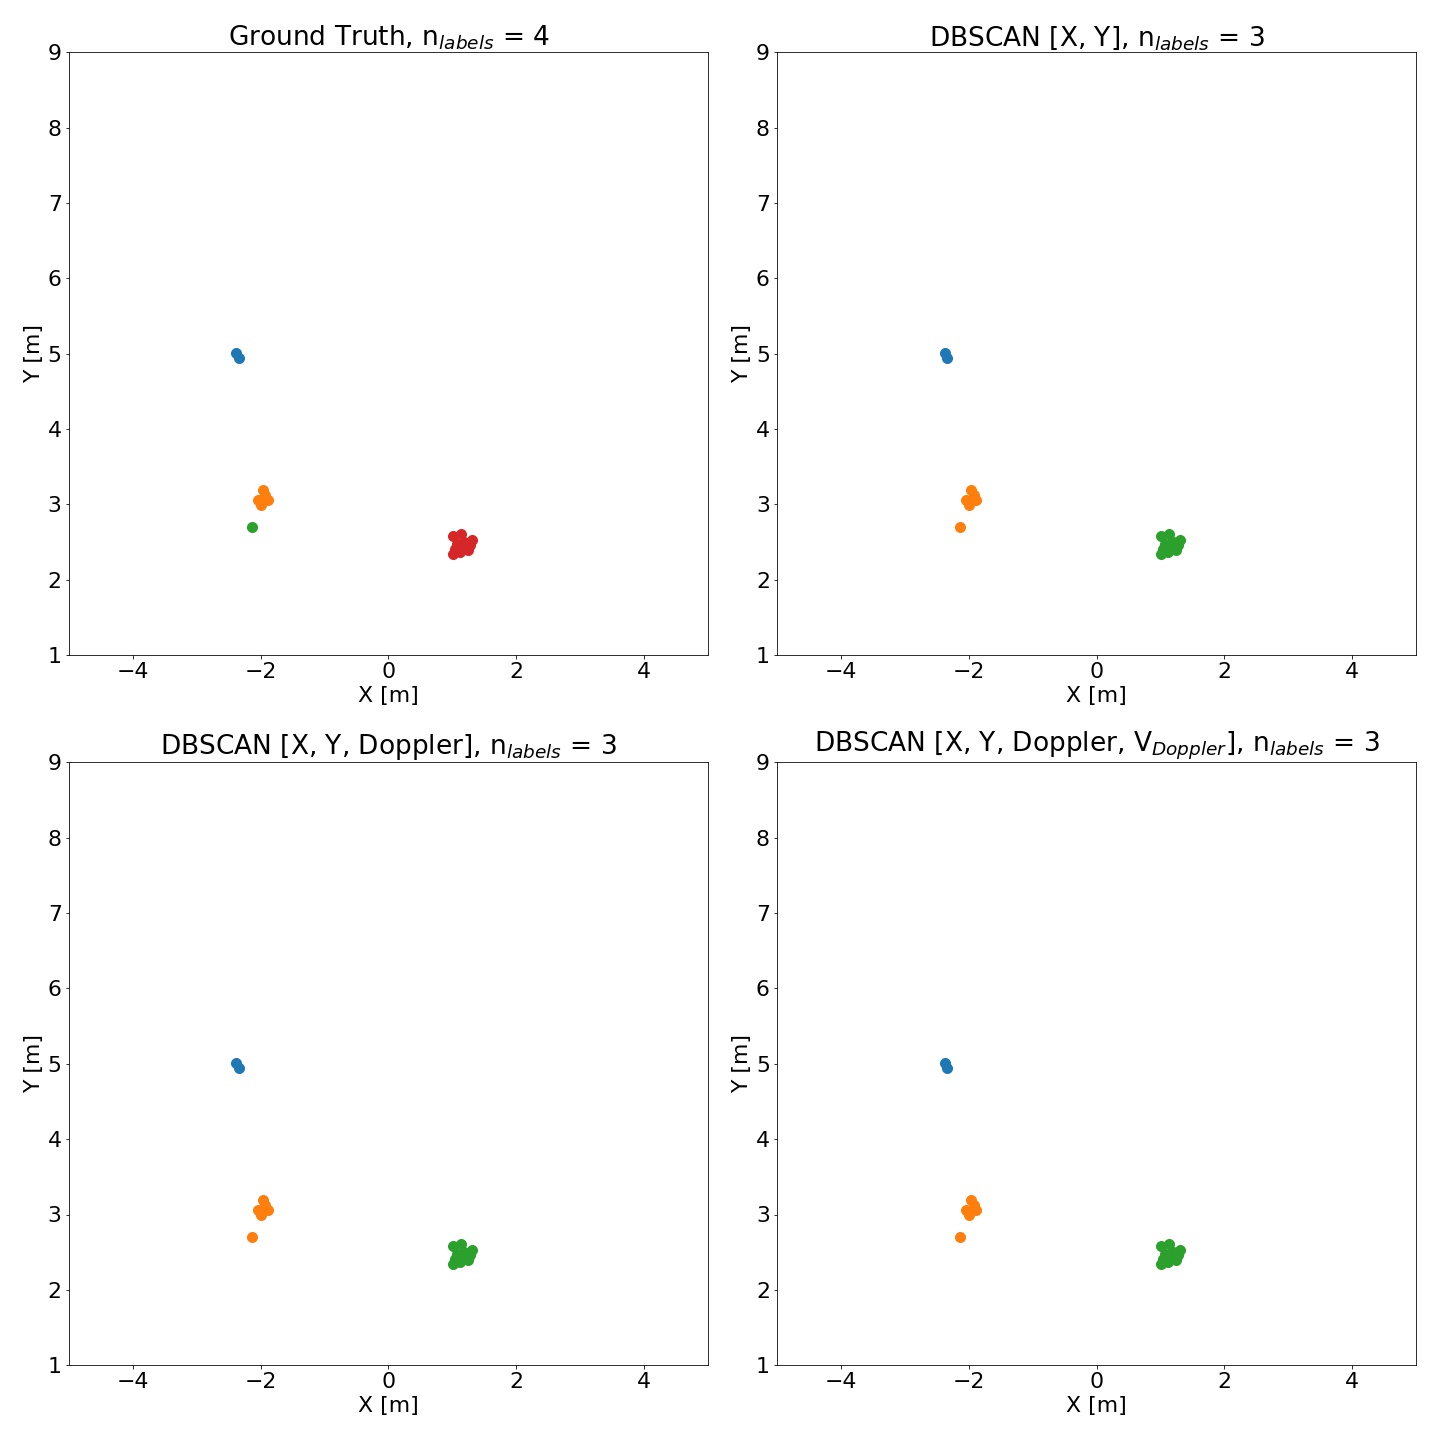 Ground Truth, n_labels = 4
9
8
7
6
5
4
3
2
1
Y [m]
−4 −2 0 2 4
X [m]
DBSCAN [X, Y], n_labels = 3
9
8
7
6
5
4
3
2
1
Y [m]
−4 −2 0 2 4
X [m]
DBSCAN [X, Y, Doppler], n_labels = 3
9
8
7
6
5
4
3
2
1
Y [m]
−4 −2 0 2 4
X [m]
DBSCAN [X, Y, Doppler, V_Doppler], n_labels = 3
9
8
7
6
5
4
3
2
1
Y [m]
−4 −2 0 2 4
X [m]